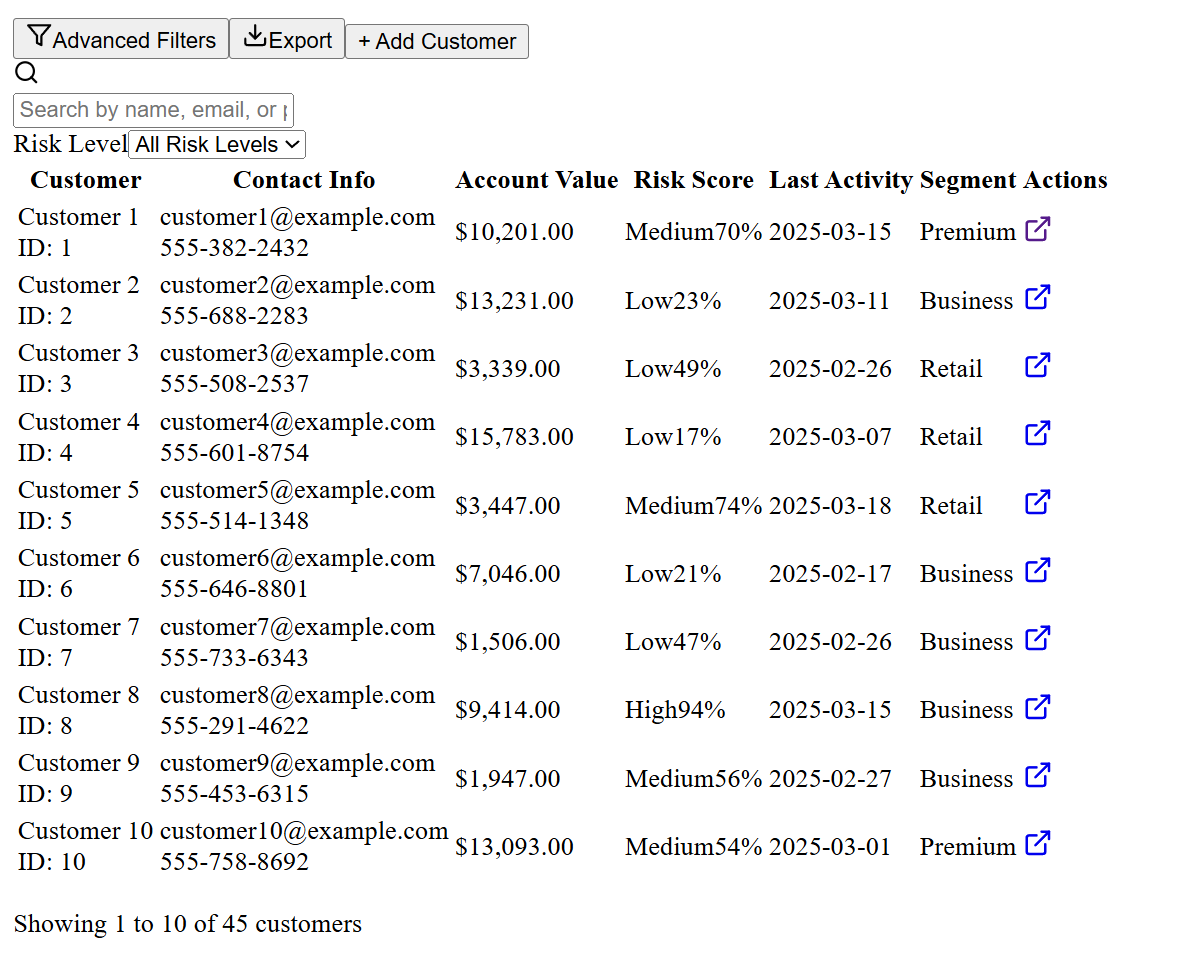 Advanced Filters Export + Add Customer
Search by name, email, or p
Risk Level All Risk Levels
Customer Contact Info Account Value Risk Score Last Activity Segment Actions
Customer 1 customer1@example.com
ID: 1 555-382-2432 $10,201.00 Medium70% 2025-03-15 Premium
Customer 2 customer2@example.com
ID: 2 555-688-2283 $13,231.00 Low23% 2025-03-11 Business
Customer 3 customer3@example.com
ID: 3 555-508-2537 $3,339.00 Low49% 2025-02-26 Retail
Customer 4 customer4@example.com
ID: 4 555-601-8754 $15,783.00 Low17% 2025-03-07 Retail
Customer 5 customer5@example.com
ID: 5 555-514-1348 $3,447.00 Medium74% 2025-03-18 Retail
Customer 6 customer6@example.com
ID: 6 555-646-8801 $7,046.00 Low21% 2025-02-17 Business
Customer 7 customer7@example.com
ID: 7 555-733-6343 $1,506.00 Low47% 2025-02-26 Business
Customer 8 customer8@example.com
ID: 8 555-291-4622 $9,414.00 High94% 2025-03-15 Business
Customer 9 customer9@example.com
ID: 9 555-453-6315 $1,947.00 Medium56% 2025-02-27 Business
Customer 10 customer10@example.com
ID: 10 555-758-8692 $13,093.00 Medium54% 2025-03-01 Premium
Showing 1 to 10 of 45 customers